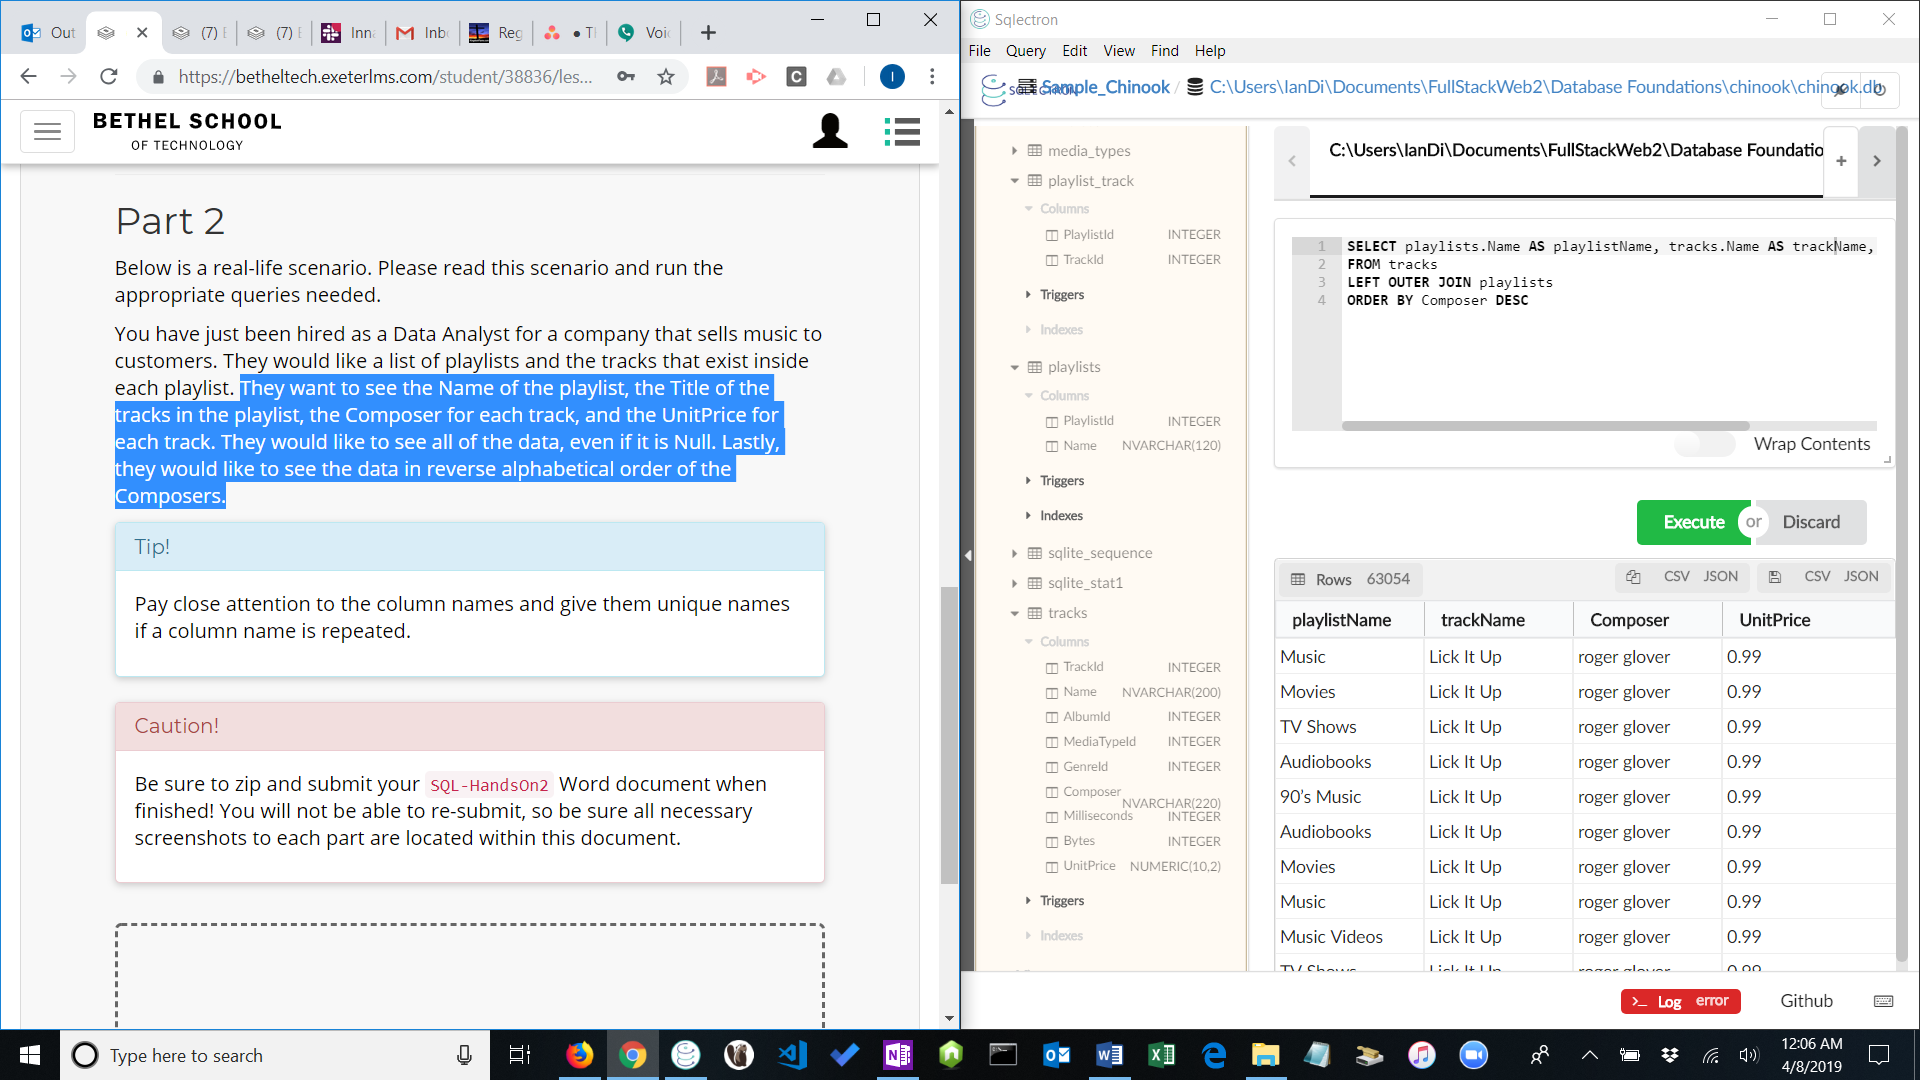 Out
(7)
(7)
Inn
Inb
Reg
Voi
https://betheltech.exeterlms.com/student/38836/les...
BETHEL SCHOOL
OF TECHNOLOGY
Part 2
Below is a real-life scenario. Please read this scenario and run the
appropriate queries needed.
You have just been hired as a Data Analyst for a company that sells music to
customers. They would like a list of playlists and the tracks that exist inside
each playlist. They want to see the Name of the playlist, the Title of the
tracks in the playlist, the Composer for each track, and the UnitPrice for
each track. They would like to see all of the data, even if it is Null. Lastly,
they would like to see the data in reverse alphabetical order of the
Composers.
Tip!
Pay close attention to the column names and give them unique names
if a column name is repeated.
Caution!
Be sure to zip and submit your SQL-HandsOn2 Word document when
finished! You will not be able to re-submit, so be sure all necessary
screenshots to each part are located within this document.
Sqlectron
File Query Edit View Find Help
Sample_Chinook / C:\Users\IanDi\Documents\FullStackWeb2\Database Foundations\chinook\chinook.db
media_types
playlist_track
Columns
PlaylistId INTEGER
TrackId INTEGER
Triggers
Indexes
playlists
Columns
PlaylistId INTEGER
Name NVARCHAR(120)
Triggers
Indexes
sqlite_sequence
sqlite_stat1
tracks
Columns
TrackId INTEGER
Name NVARCHAR(200)
AlbumId INTEGER
MediaTypeId INTEGER
GenreId INTEGER
Composer NVARCHAR(220)
Milliseconds INTEGER
Bytes INTEGER
UnitPrice NUMERIC(10,2)
Triggers
Indexes
C:\Users\IanDi\Documents\FullStackWeb2\Database Foundatio
1 SELECT playlists.Name AS playlistName, tracks.Name AS trackName,
2 FROM tracks
3 LEFT OUTER JOIN playlists
4 ORDER BY Composer DESC
Wrap Contents
Execute or Discard
Rows 63054 CSV JSON CSV JSON
playlistName trackName Composer UnitPrice
Music Lick It Up roger glover 0.99
Movies Lick It Up roger glover 0.99
TV Shows Lick It Up roger glover 0.99
Audiobooks Lick It Up roger glover 0.99
90's Music Lick It Up roger glover 0.99
Audiobooks Lick It Up roger glover 0.99
Movies Lick It Up roger glover 0.99
Music Lick It Up roger glover 0.99
Music Videos Lick It Up roger glover 0.99
TV Shows Lick It Up roger glover 0.99
>_ Log error Github
Type here to search
12:06 AM
4/8/2019